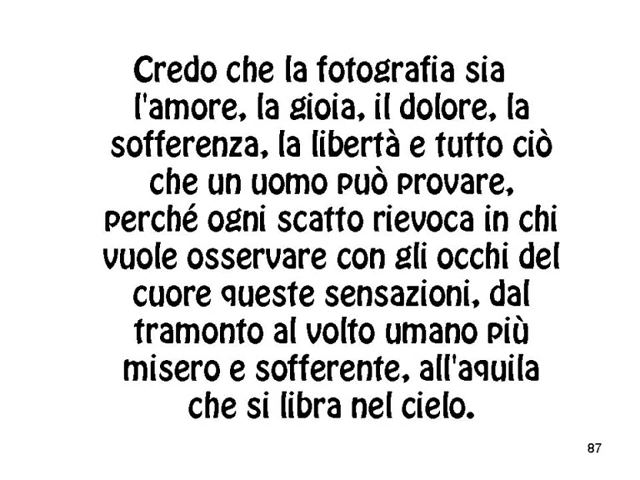 Credo che la fotografia sia
l'amore, la gioia, il dolore, la
sofferenza, la libertà e tutto ciò
che un uomo può provare,
perché ogni scatto rievoca in chi
vuole osservare con gli occhi del
cuore queste sensazioni, dal
tramonto al volto umano più
misero e sofferente, all'aquila
che si libra nel cielo.
87